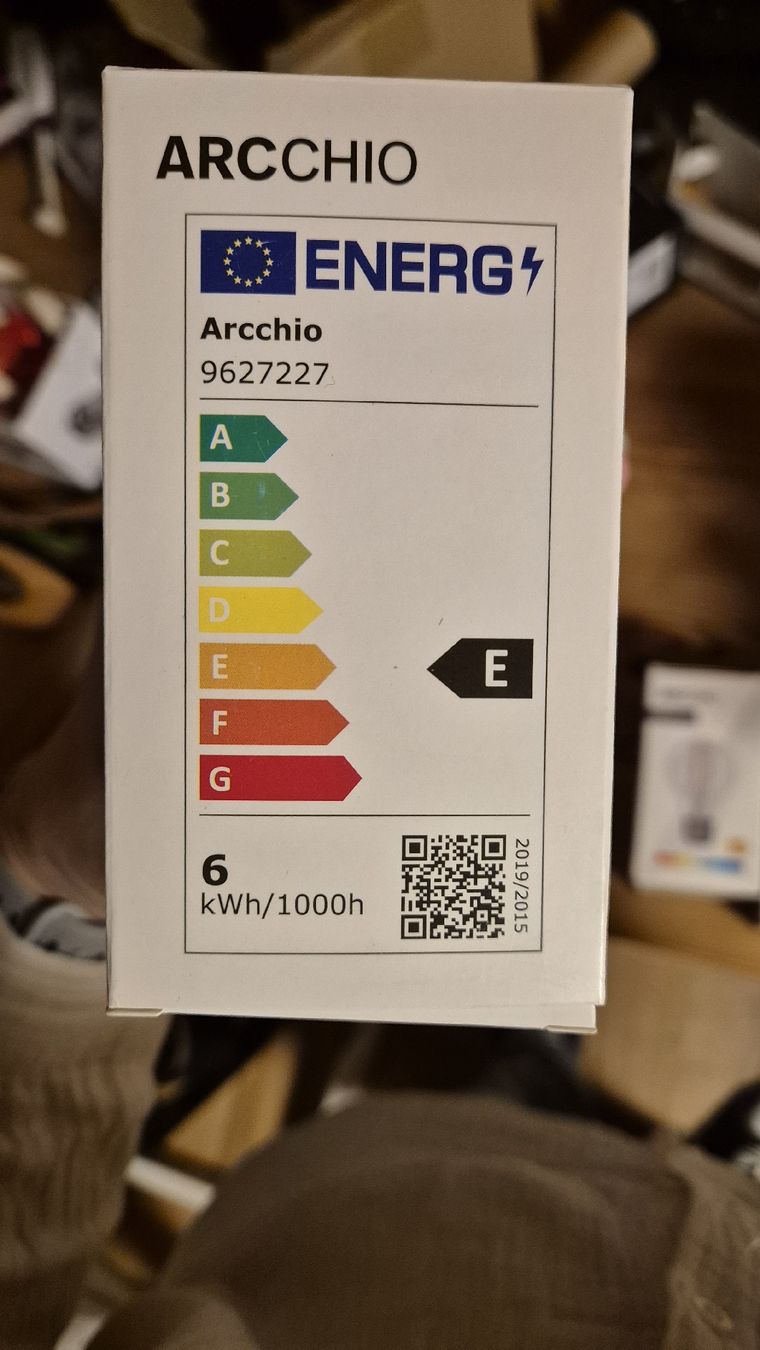 ARCCHIO
ENERG
Arcchio
9627227
A
B
C
D
E
E
F
G
6
kWh/1000h
2019/2015